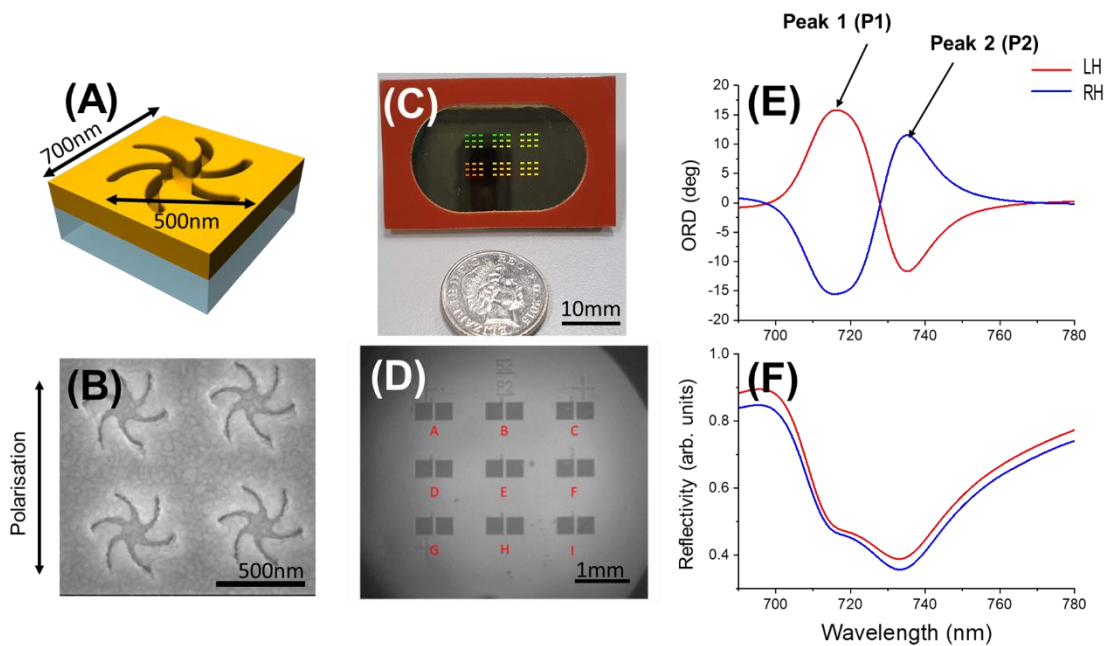 (A)
700nm
500nm
(B)
Polarisation
500nm
(C)
10mm
(D)
P2
A
B
C
D
E
F
G
H
I
1mm
Peak 1 (P1)
Peak 2 (P2)
LH
RH
(E)
ORD (deg)
20
15
10
5
0
-5
-10
-15
-20
700
720
740
760
780
(F)
Reflectivity (arb. units)
1.0
0.8
0.6
0.4
700
720
740
760
780
Wavelength (nm)